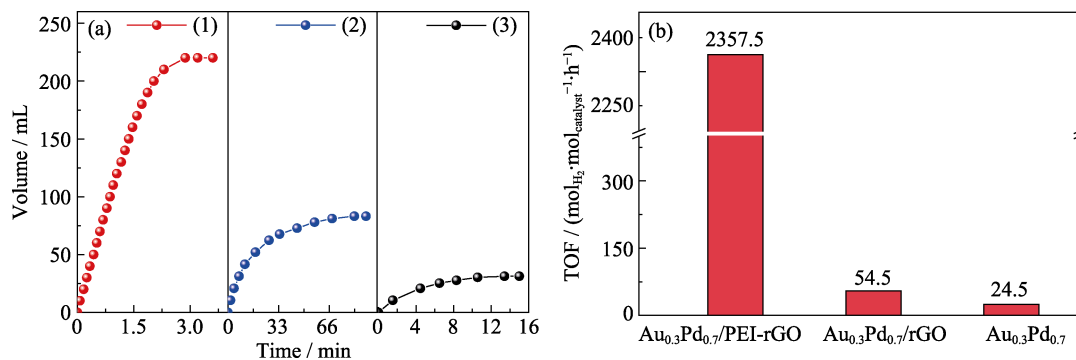 (a) (1) (2) (3)
250
200
150
100
50
0
Volume / mL
0 1.5 3.0 0 33 66 0 4 8 12 16
Time / min
(b)
2400
2250
300
150
0
TOF / (mol_H₂·mol_catalyst⁻¹·h⁻¹)
2357.5
54.5
24.5
Au₀.₃Pd₀.₇/PEI-rGO Au₀.₃Pd₀.₇/rGO Au₀.₃Pd₀.₇